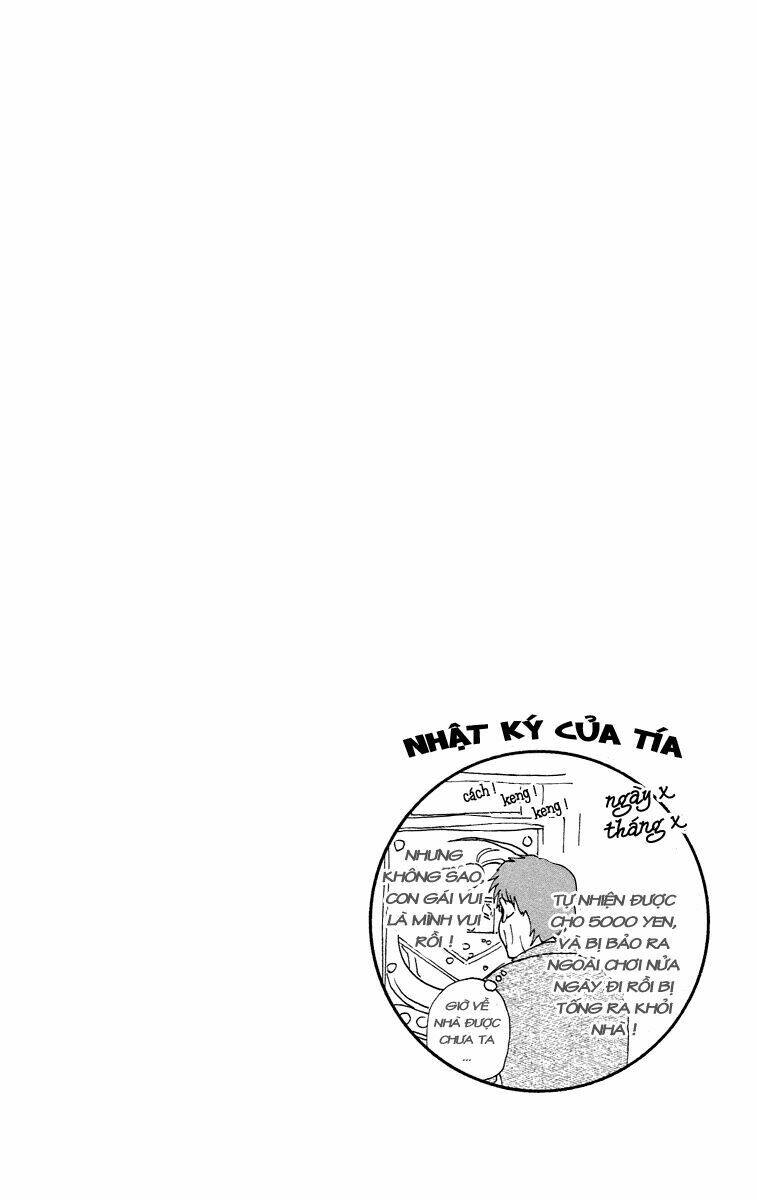 NHẬT KÝ CỦA TÍA
ngày x
tháng x
cách !
keng !
keng !
TỰ NHIÊN ĐƯỢC
CHO 5000 YEN,
VÀ BỊ BẢO RA
NGOÀI CHƠI NỬA
NGÀY ĐI RỒI BỊ
TỐNG RA KHỎI
NHÀ !
NHƯNG
KHÔNG SAO,
CON GÁI VUI
LÀ MÌNH VUI
RỒI !
GIỜ VỀ
NHÀ ĐƯỢC
CHƯA TA
...